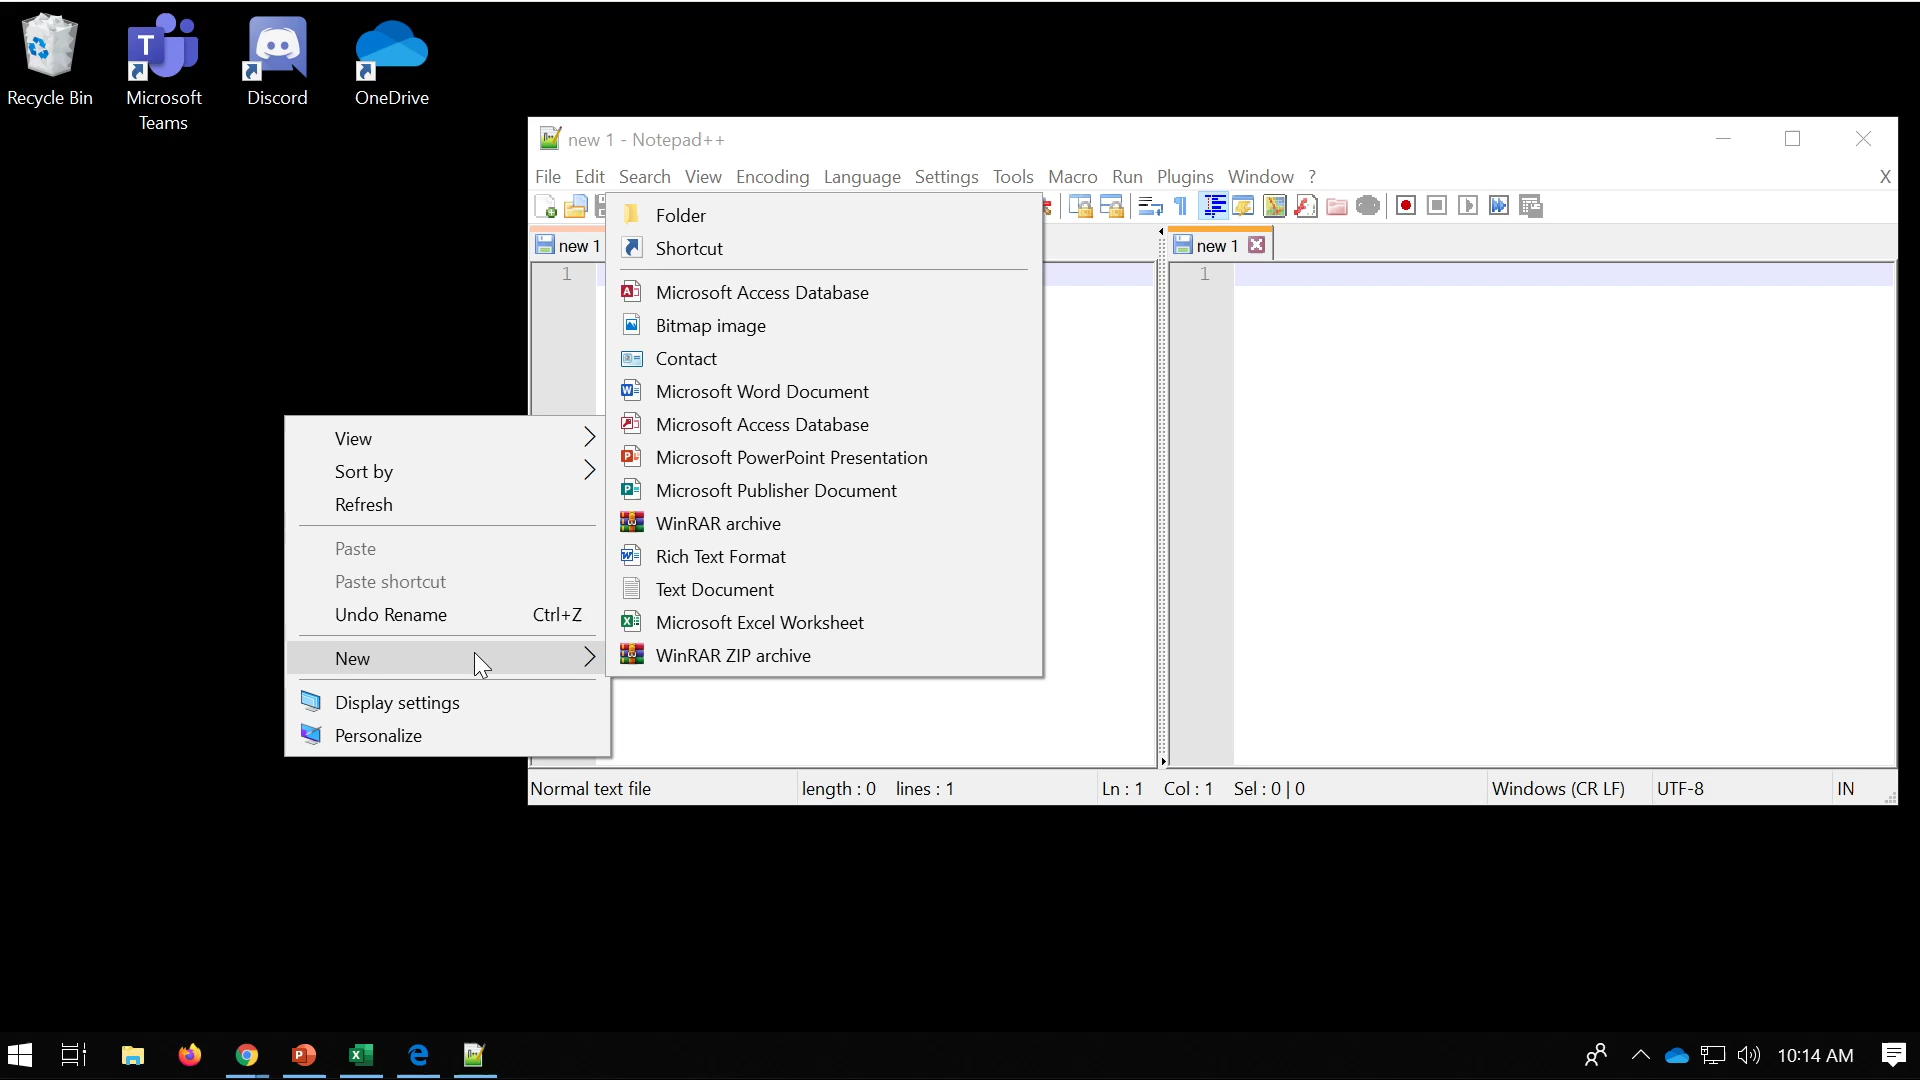 Recycle Bin
Microsoft
Teams
Discord
OneDrive
new 1 - Notepad++
File Edit Search View Encoding Language Settings Tools Macro Run Plugins Window ? X
new 1
new 1
1
1
Folder
Shortcut
Microsoft Access Database
Bitmap image
Contact
Microsoft Word Document
Microsoft Access Database
Microsoft PowerPoint Presentation
Microsoft Publisher Document
WinRAR archive
Rich Text Format
Text Document
Microsoft Excel Worksheet
WinRAR ZIP archive
View
Sort by
Refresh
Paste
Paste shortcut
Undo Rename Ctrl+Z
New
Display settings
Personalize
Normal text file length : 0 lines : 1 Ln : 1 Col : 1 Sel : 0 | 0 Windows (CR LF) UTF-8 IN
10:14 AM